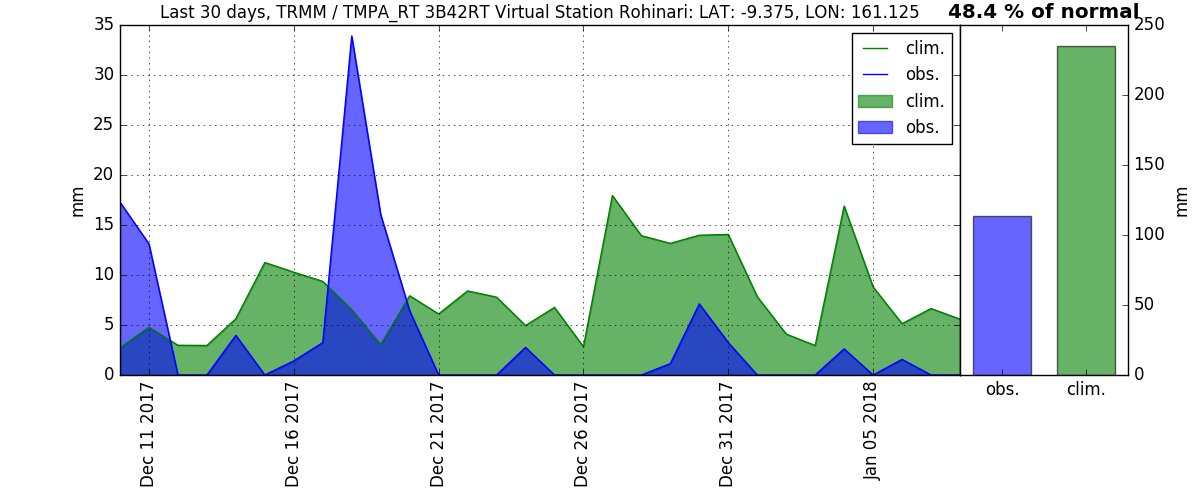 Last 30 days, TRMM / TMPA_RT 3B42RT Virtual Station Rohinari: LAT: -9.375, LON: 161.125
48.4 % of normal
35
30
25
20
15
10
5
0
mm
clim.
obs.
clim.
obs.
250
200
150
100
50
0
mm
Dec 11 2017
Dec 16 2017
Dec 21 2017
Dec 26 2017
Dec 31 2017
Jan 05 2018
obs.
clim.